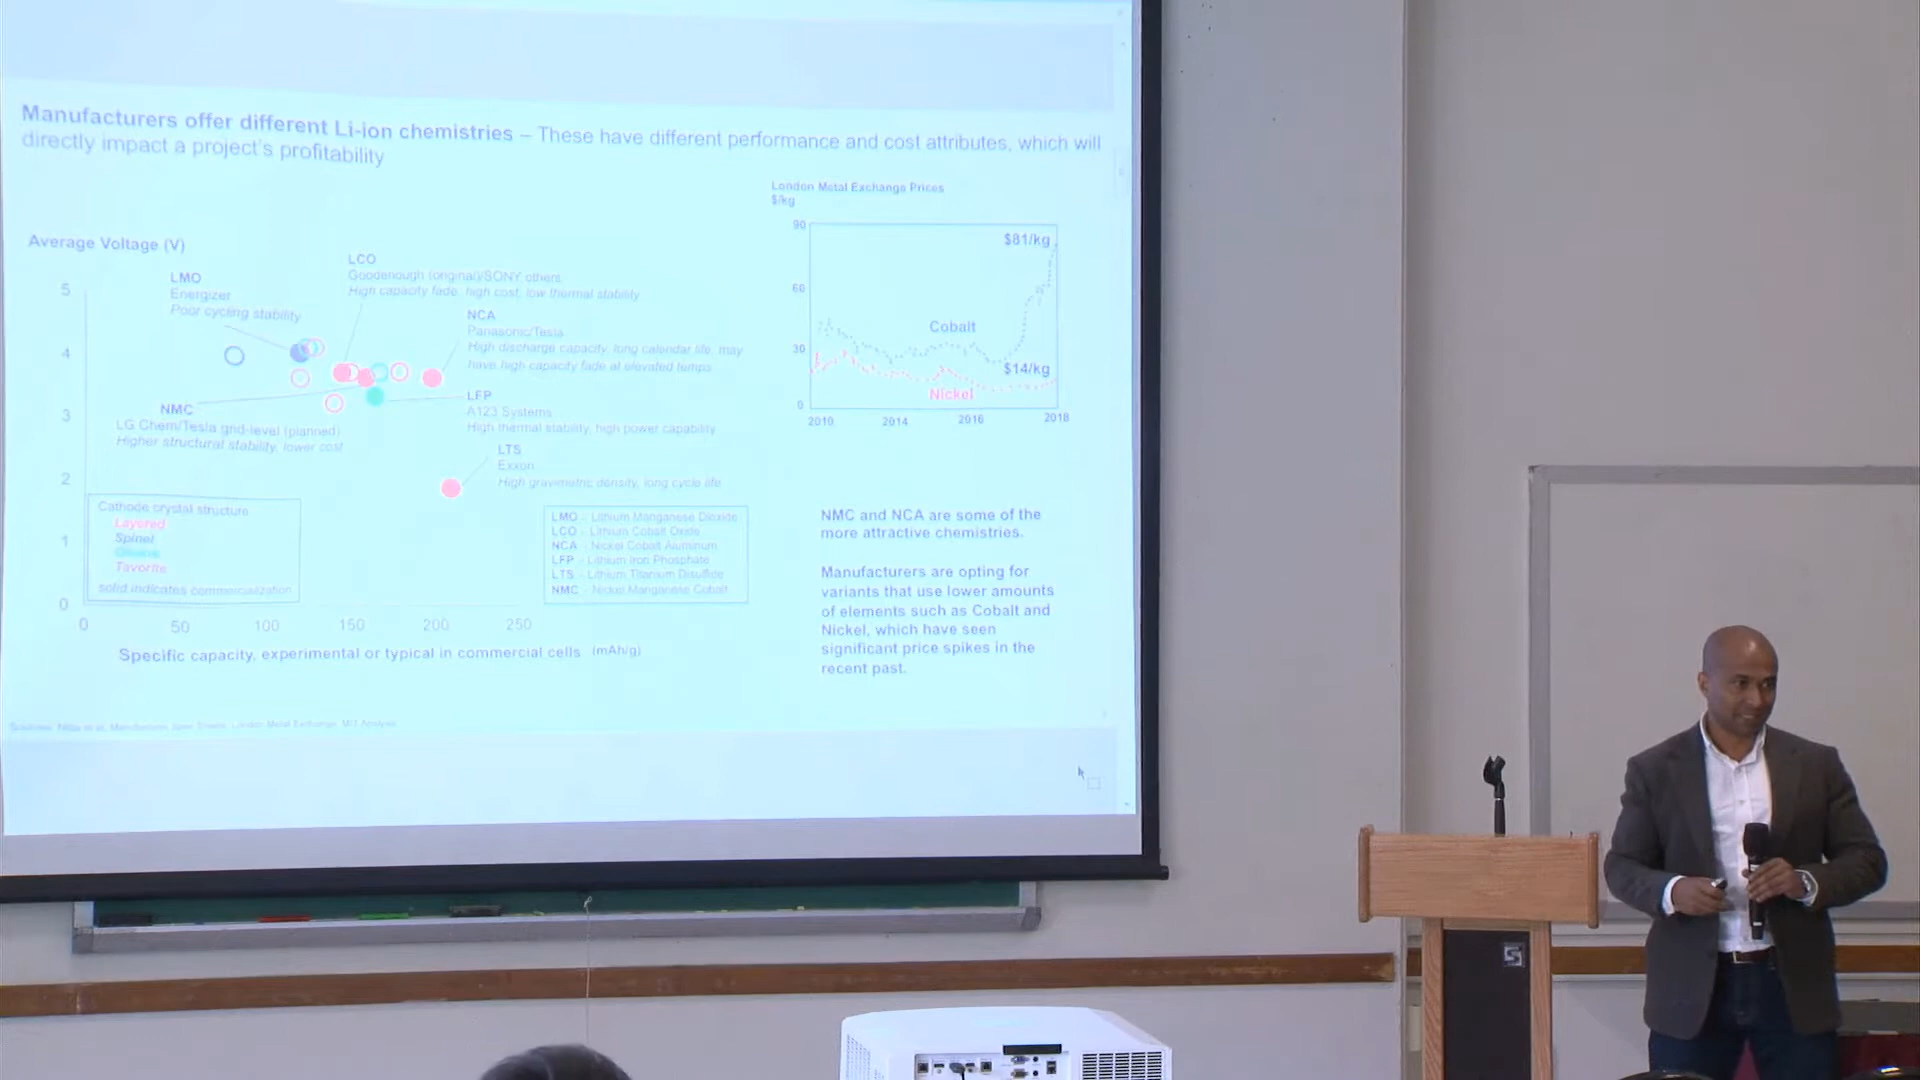 Manufacturers offer different Li-ion chemistries – These have different performance and cost attributes, which will
directly impact a project's profitability
Average Voltage (V)
5
4
3
2
1
0
0 50 100 150 200 250
Specific capacity, experimental or typical in commercial cells (mAh/g)
LMO
Energizer
Poor cycling stability
LCO
Goodenough (original)/SONY others
High capacity fade, high cost, low thermal stability
NCA
Panasonic/Tesla
High discharge capacity, long calendar life, may
have high capacity fade at elevated temps
NMC
LG Chem/Tesla grid-level (planned)
Higher structural stability, lower cost
LFP
A123 Systems
High thermal stability, high power capability
LTS
Exxon
High gravimetric density, long cycle life
Cathode crystal structure
Layered
Spinel
Olivine
Tavorite
solid indicates commercialization
LMO - Lithium Manganese Dioxide
LCO - Lithium Cobalt Oxide
NCA - Nickel Cobalt Aluminum
LFP - Lithium Iron Phosphate
LTS - Lithium Titanium Disulfide
NMC - Nickel Manganese Cobalt
London Metal Exchange Prices
$/kg
90
60
30
0
2010 2014 2016 2018
$81/kg
Cobalt
$14/kg
Nickel
NMC and NCA are some of the
more attractive chemistries.
Manufacturers are opting for
variants that use lower amounts
of elements such as Cobalt and
Nickel, which have seen
significant price spikes in the
recent past.
London Metal Exchange, MIT Analysis